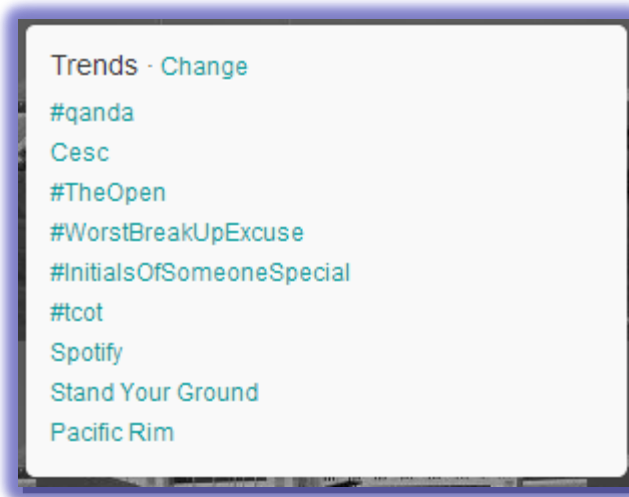 Trends · Change
#qanda
Cesc
#TheOpen
#WorstBreakUpExcuse
#InitialsOfSomeoneSpecial
#tcot
Spotify
Stand Your Ground
Pacific Rim